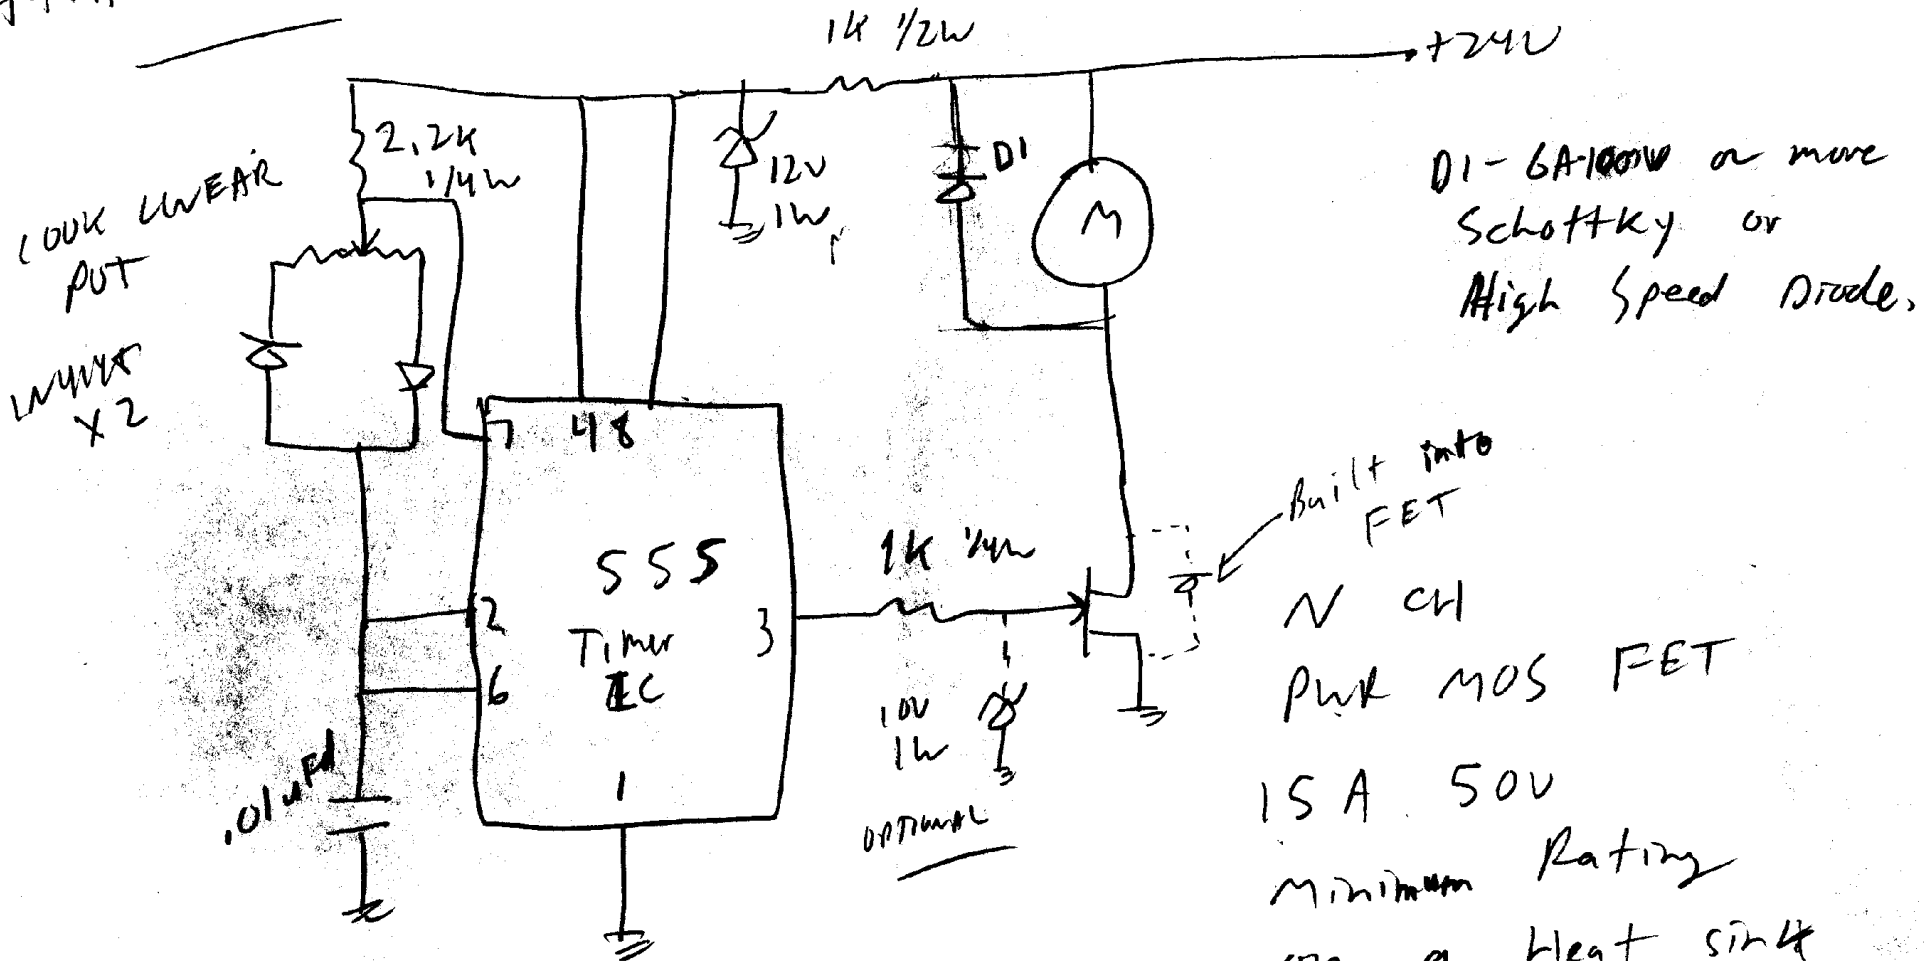 1K 1/2W
+24V
2.2K
1/4W
12V
1W
D1
M
100K LINEAR
POT
1N4148
X2
D1 - 6A-100V or more
Schottky or
High Speed Diode.
7
4 8
555
Timer
IC
2
6
3
1
.01uFd
1K 1/4W
10V
1W
OPTIONAL
Built into
FET
N CH
PWR MOS FET
15A 50V
Minimum Rating
a Heat sink